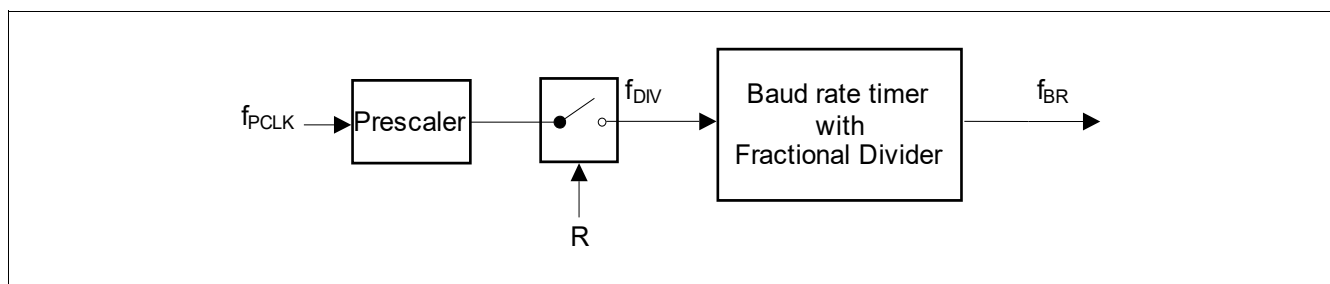 fPCLK
Prescaler
fDIV
R
Baud rate timer
with
Fractional Divider
fBR